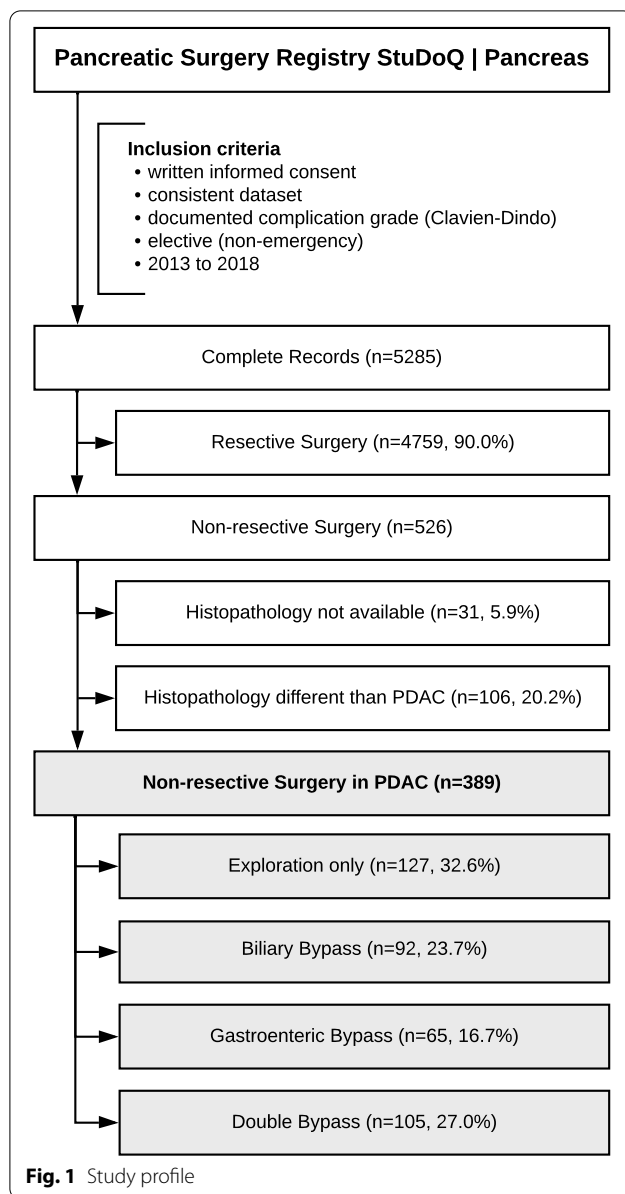 Pancreatic Surgery Registry StuDoQ | Pancreas
Inclusion criteria
• written informed consent
• consistent dataset
• documented complication grade (Clavien-Dindo)
• elective (non-emergency)
• 2013 to 2018
Complete Records (n=5285)
Resective Surgery (n=4759, 90.0%)
Non-resective Surgery (n=526)
Histopathology not available (n=31, 5.9%)
Histopathology different than PDAC (n=106, 20.2%)
Non-resective Surgery in PDAC (n=389)
Exploration only (n=127, 32.6%)
Biliary Bypass (n=92, 23.7%)
Gastroenteric Bypass (n=65, 16.7%)
Double Bypass (n=105, 27.0%)
Fig. 1 Study profile